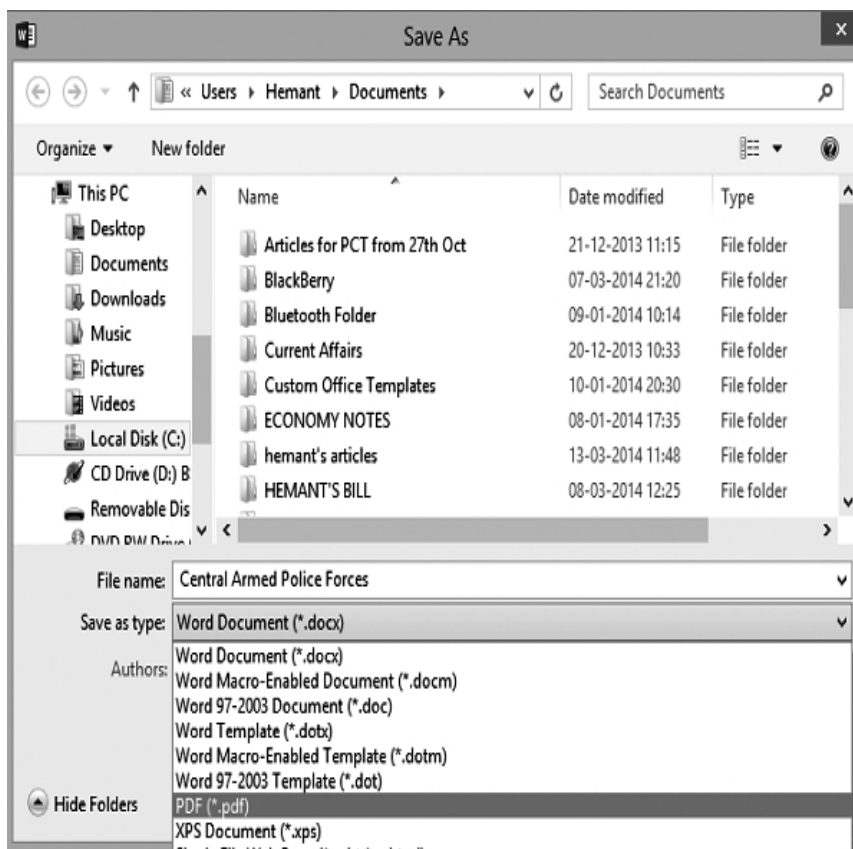 Save As
« Users Hemant Documents
Search Documents
Organize
New folder
This PC
Desktop
Documents
Downloads
Music
Pictures
Videos
Local Disk (C:)
CD Drive (D:) B
Removable Dis
Name Date modified Type
Articles for PCT from 27th Oct 21-12-2013 11:15 File folder
BlackBerry 07-03-2014 21:20 File folder
Bluetooth Folder 09-01-2014 10:14 File folder
Current Affairs 20-12-2013 10:33 File folder
Custom Office Templates 10-01-2014 20:30 File folder
ECONOMY NOTES 08-01-2014 17:35 File folder
hemant's articles 13-03-2014 11:48 File folder
HEMANT'S BILL 08-03-2014 12:25 File folder
File name: Central Armed Police Forces
Save as type: Word Document (*.docx)
Authors:
Word Document (*.docx)
Word Macro-Enabled Document (*.docm)
Word 97-2003 Document (*.doc)
Word Template (*.dotx)
Word Macro-Enabled Template (*.dotm)
Word 97-2003 Template (*.dot)
PDF (*.pdf)
XPS Document (*.xps)
Hide Folders